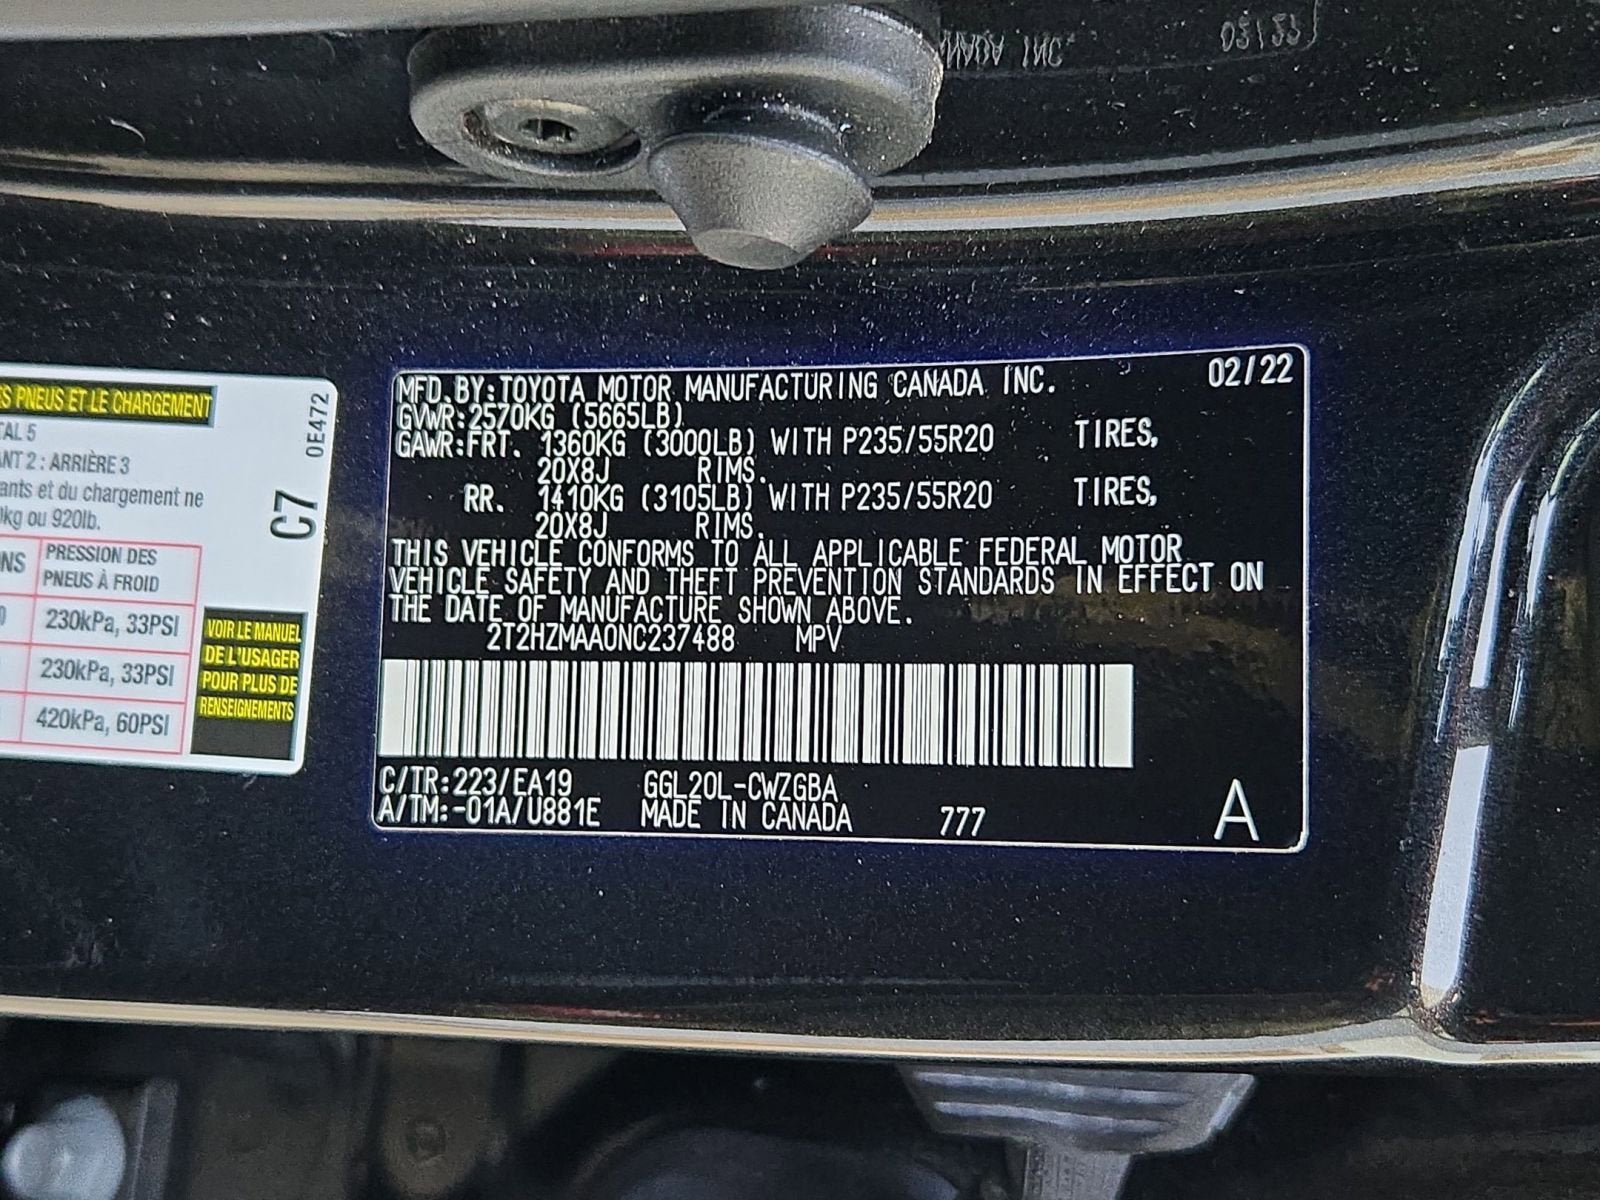 MFD.BY:TOYOTA MOTOR MANUFACTURING CANADA INC. 02/22
GVWR:2570KG (5665LB)
GAWR:FRT. 1360KG (3000LB) WITH P235/55R20 TIRES,
20X8J RIMS.
RR. 1410KG (3105LB) WITH P235/55R20 TIRES,
20X8J RIMS.
THIS VEHICLE CONFORMS TO ALL APPLICABLE FEDERAL MOTOR
VEHICLE SAFETY AND THEFT PREVENTION STANDARDS IN EFFECT ON
THE DATE OF MANUFACTURE SHOWN ABOVE.
2T2HZMAA0NC237488 MPV
C/TR:223/EA19 GGL20L-CWZGBA
A/TM:-01A/U881E MADE IN CANADA 777
A
PNEUS ET LE CHARGEMENT
5
2 : ARRIÈRE 3
et du chargement ne
ou 920lb.
PRESSION DES
PNEUS À FROID
230kPa, 33PSI
230kPa, 33PSI
420kPa, 60PSI
VOIR LE MANUEL
DE L'USAGER
POUR PLUS DE
RENSEIGNEMENTS
0E472
C7